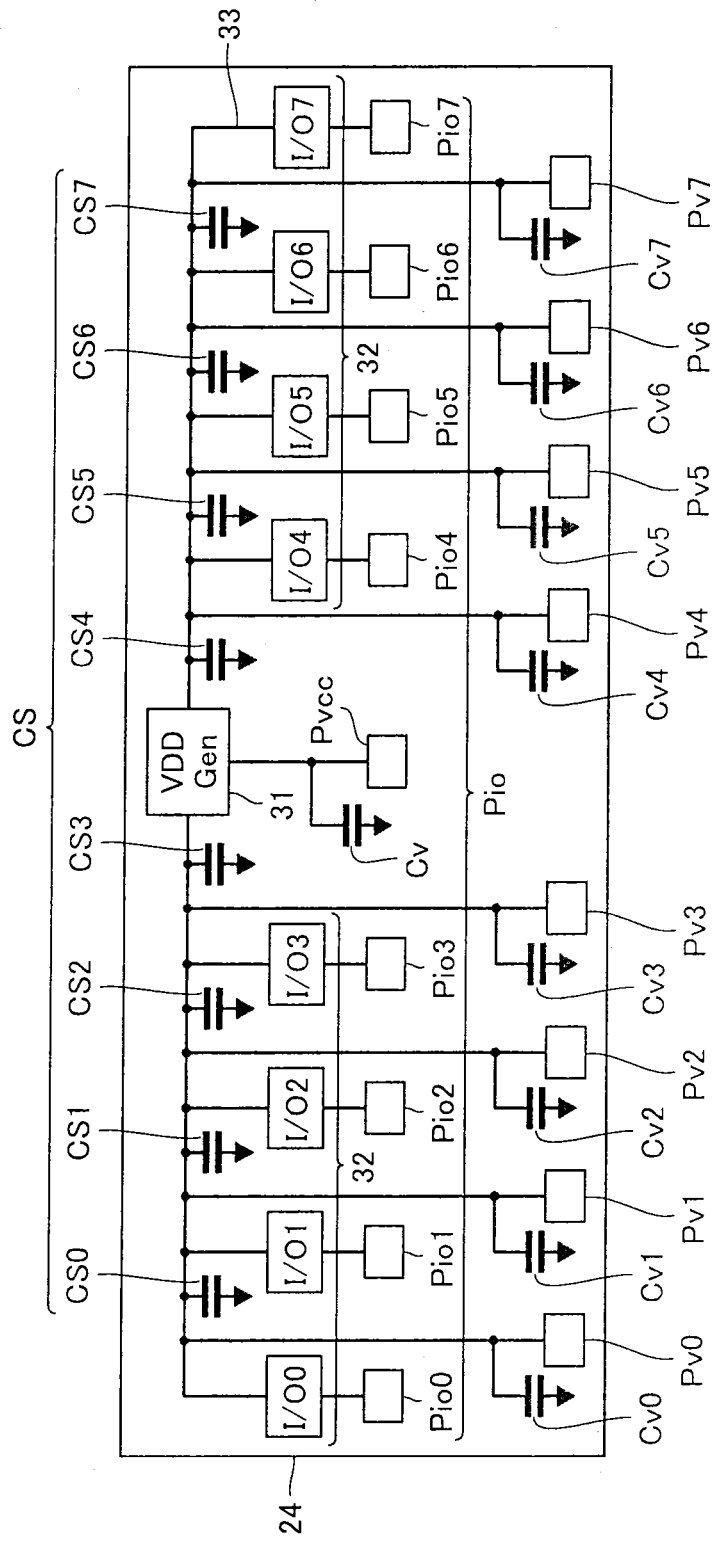 CS
CS0 CS1 CS2 CS3 CS4 CS5 CS6 CS7
33
VDD
Gen
31
I/O0 I/O1 I/O2 I/O3 I/O4 I/O5 I/O6 I/O7
32 32
Pvcc
Cv
Pio0 Pio1 Pio2 Pio3 Pio4 Pio5 Pio6 Pio7
Pio
24
Cv0 Pv0 Cv1 Pv1 Cv2 Pv2 Cv3 Pv3 Cv4 Pv4 Cv5 Pv5 Cv6 Pv6 Cv7 Pv7